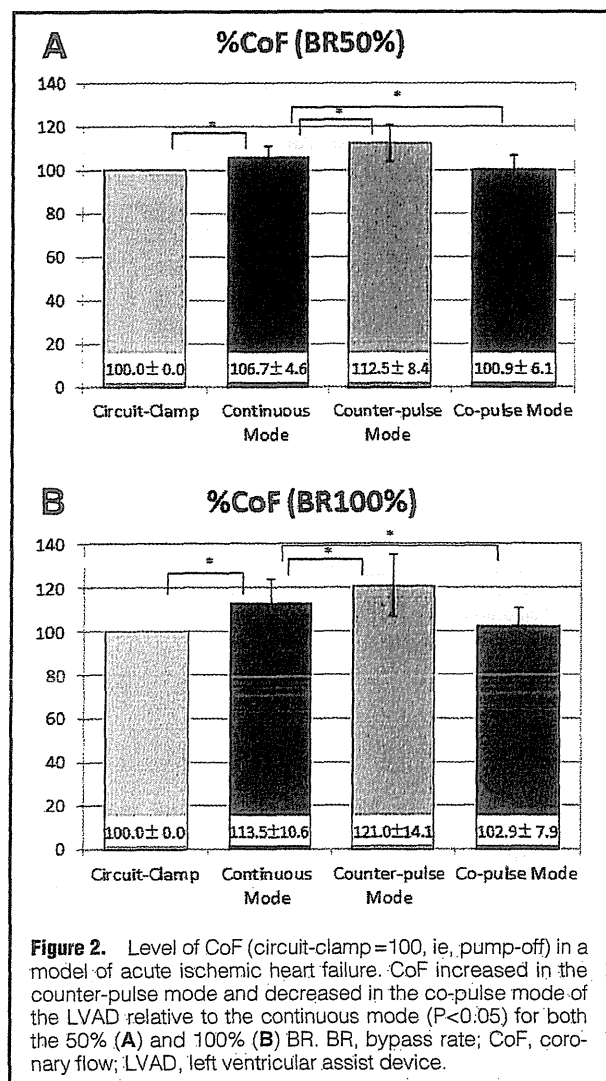 A %CoF (BR50%)
140
120
100
80
60
40
20
0
* * *
100.0± 0.0 106.7± 4.6 112.5± 8.4 100.9± 6.1
Circuit-Clamp Continuous Mode Counter-pulse Mode Co-pulse Mode
B %CoF (BR100%)
140
120
100
80
60
40
20
0
* * *
100.0± 0.0 113.5±10.6 121.0±14.1 102.9± 7.9
Circuit-Clamp Continuous Mode Counter-pulse Mode Co-pulse Mode
Figure 2. Level of CoF (circuit-clamp=100, ie, pump-off) in a
model of acute ischemic heart failure. CoF increased in the
counter-pulse mode and decreased in the co-pulse mode of
the LVAD relative to the continuous mode (P<0.05) for both
the 50% (A) and 100% (B) BR. BR, bypass rate; CoF, coro-
nary flow; LVAD, left ventricular assist device.